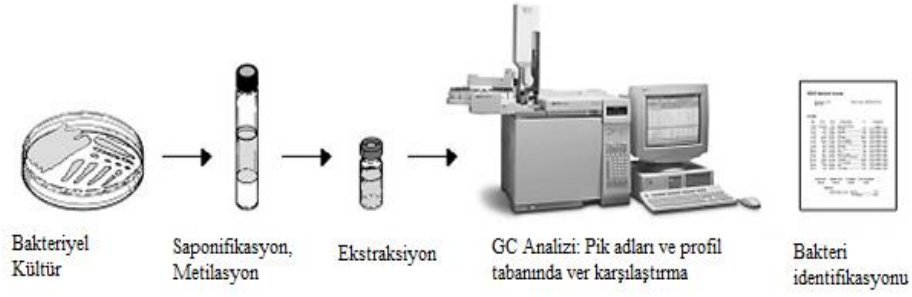 Bakteriyel
Kültür
Saponifikasyon,
Metilasyon
Ekstraksiyon
GC Analizi: Pik adları ve profil
tabanında ver karşılaştırma
Bakteri
identifikasyonu